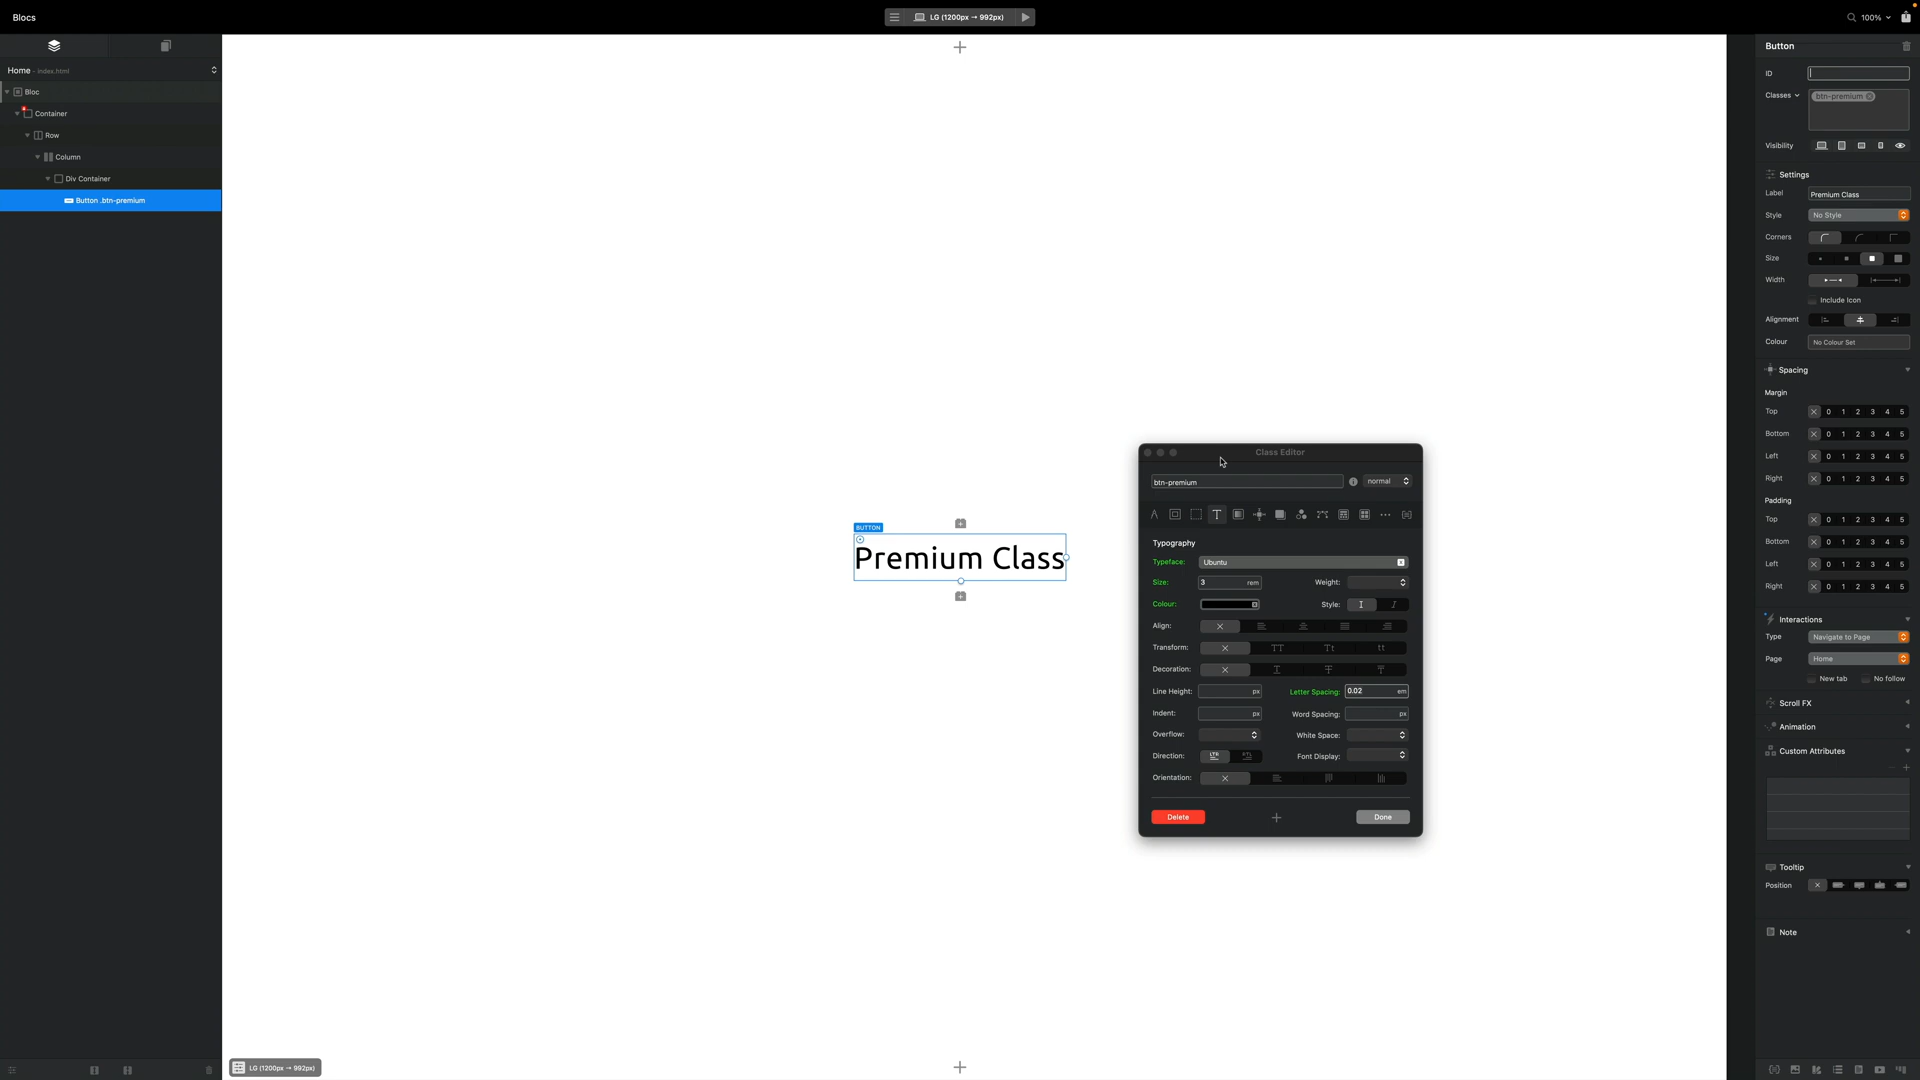 Blocs
LG (1200px → 992px)
100%
Home - index.html
Bloc
Container
Row
Column
Div Container
Button .btn-premium
BUTTON
Premium Class
Class Editor
btn-premium
normal
Typography
Typeface: Ubuntu
Size: 3 rem
Weight:
Colour:
Style:
Align:
Transform:
Decoration:
Line Height: px
Letter Spacing: 0.02 em
Indent: px
Word Spacing: px
Overflow:
White Space:
Direction: LTR RTL
Font Display:
Orientation:
Delete
Done
LG (1200px → 992px)
Button
ID
Classes
btn-premium
Visibility
Settings
Label Premium Class
Style No Style
Corners
Size
Width
Include Icon
Alignment
Colour No Colour Set
Spacing
Margin
Top 0 1 2 3 4 5
Bottom 0 1 2 3 4 5
Left 0 1 2 3 4 5
Right 0 1 2 3 4 5
Padding
Top 0 1 2 3 4 5
Bottom 0 1 2 3 4 5
Left 0 1 2 3 4 5
Right 0 1 2 3 4 5
Interactions
Type Navigate to Page
Page Home
New tab No follow
Scroll FX
Animation
Custom Attributes
Tooltip
Position
Note